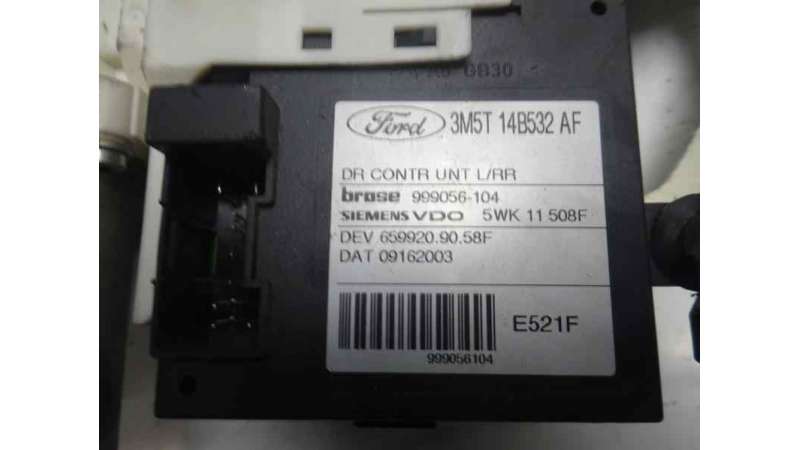 GB30
Ford 3M5T 14B532 AF
DR CONTR UNT L/RR
brose 999056-104
SIEMENS VDO 5WK 11 508F
DEV 659920.90.58F
DAT 09162003
E521F
999056104